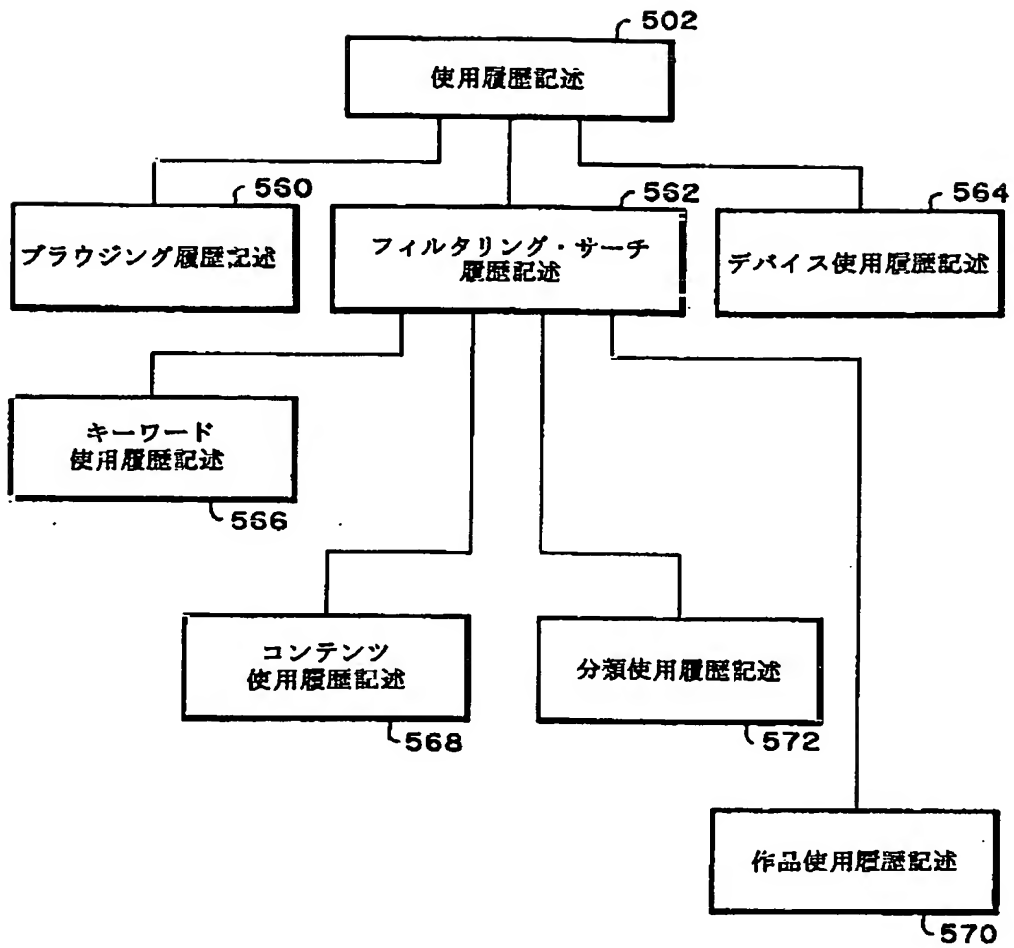 502
使用履歴記述
560
ブラウジング履歴記述
562
フィルタリング・サーチ
履歴記述
564
デバイス使用履歴記述
キーワード
使用履歴記述
566
コンテンツ
使用履歴記述
568
分類使用履歴記述
572
作品使用履歴記述
570